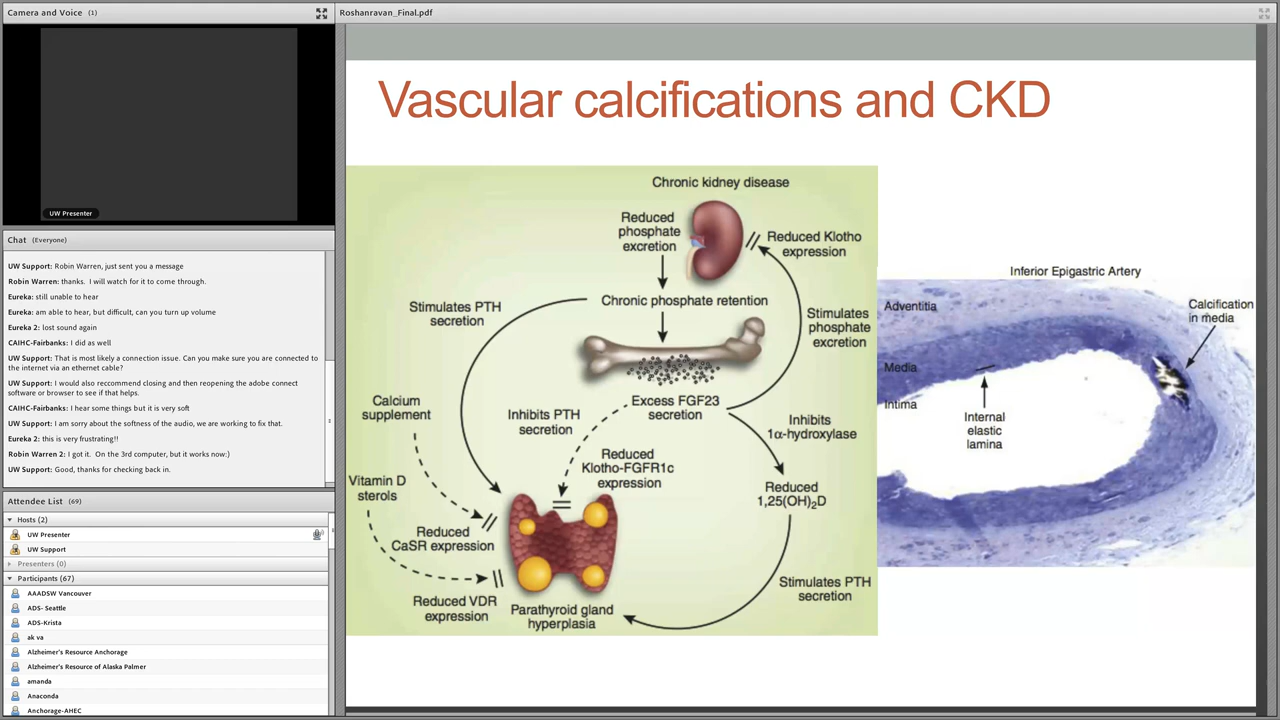 Camera and Voice (1)
UW Presenter
Chat (Everyone)
UW Support: Robin Warren, just sent you a message
Robin Warren: thanks. I will watch for it to come through.
Eureka: still unable to hear
Eureka: am able to hear, but difficult, can you turn up volume
Eureka 2: lost sound again
CAIHC-Fairbanks: I did as well
UW Support: That is most likely a connection issue. Can you make sure you are connected to
the internet via an ethernet cable?
UW Support: I would also reccommend closing and then reopening the adobe connect
software or browser to see if that helps.
CAIHC-Fairbanks: I hear some things but it is very soft
UW Support: I am sorry about the softness of the audio, we are working to fix that.
Eureka 2: this is very frustrating!!
Robin Warren 2: I got it. On the 3rd computer, but it works now:)
UW Support: Good, thanks for checking back in.
Attendee List (69)
Hosts (2)
UW Presenter
UW Support
Presenters (0)
Participants (67)
AAADSW Vancouver
ADS- Seattle
ADS-Krista
ak va
Alzheimer's Resource Anchorage
Alzheimer's Resource of Alaska Palmer
amanda
Anaconda
Anchorage-AHEC
Roshanravan_Final.pdf
Vascular calcifications and CKD
Chronic kidney disease
Reduced
phosphate
excretion
Reduced Klotho
expression
Chronic phosphate retention
Stimulates PTH
secretion
Stimulates
phosphate
excretion
Excess FGF23
secretion
Calcium
supplement
Inhibits PTH
secretion
Inhibits
1α-hydroxylase
Reduced
Klotho-FGFR1c
expression
Vitamin D
sterols
Reduced
1,25(OH)2D
Reduced
CaSR expression
Reduced VDR
expression
Parathyroid gland
hyperplasia
Stimulates PTH
secretion
Inferior Epigastric Artery
Adventitia
Calcification
in media
Media
Intima
Internal
elastic
lamina